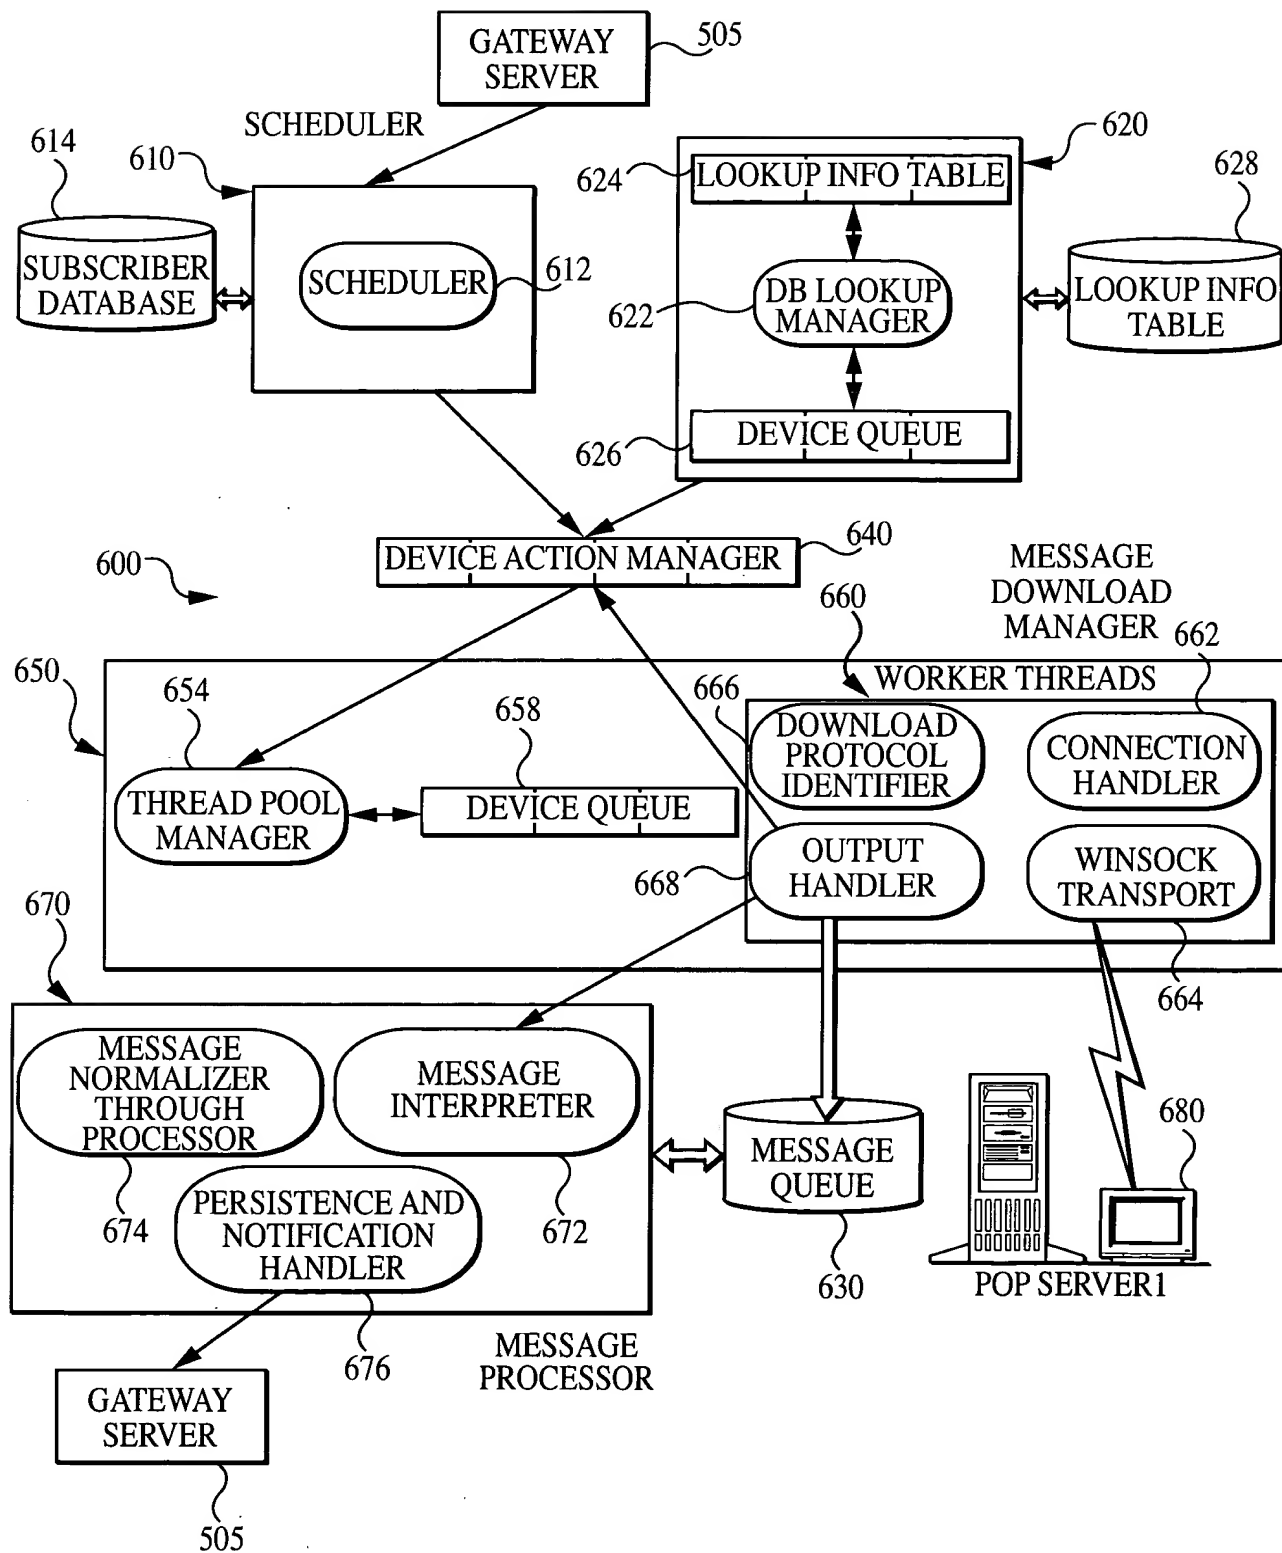 GATEWAY
SERVER
505
SCHEDULER
614
610
620
624
LOOKUP INFO TABLE
628
SUBSCRIBER
DATABASE
SCHEDULER
612
622
DB LOOKUP
MANAGER
LOOKUP INFO
TABLE
626
DEVICE QUEUE
600
DEVICE ACTION MANAGER
640
MESSAGE
DOWNLOAD
MANAGER
660
662
650
654
658
666
WORKER THREADS
DOWNLOAD
PROTOCOL
IDENTIFIER
CONNECTION
HANDLER
THREAD POOL
MANAGER
DEVICE QUEUE
668
OUTPUT
HANDLER
WINSOCK
TRANSPORT
670
664
MESSAGE
NORMALIZER
THROUGH
PROCESSOR
MESSAGE
INTERPRETER
674
672
MESSAGE
QUEUE
680
PERSISTENCE AND
NOTIFICATION
HANDLER
630
POP SERVER1
676
MESSAGE
PROCESSOR
GATEWAY
SERVER
505